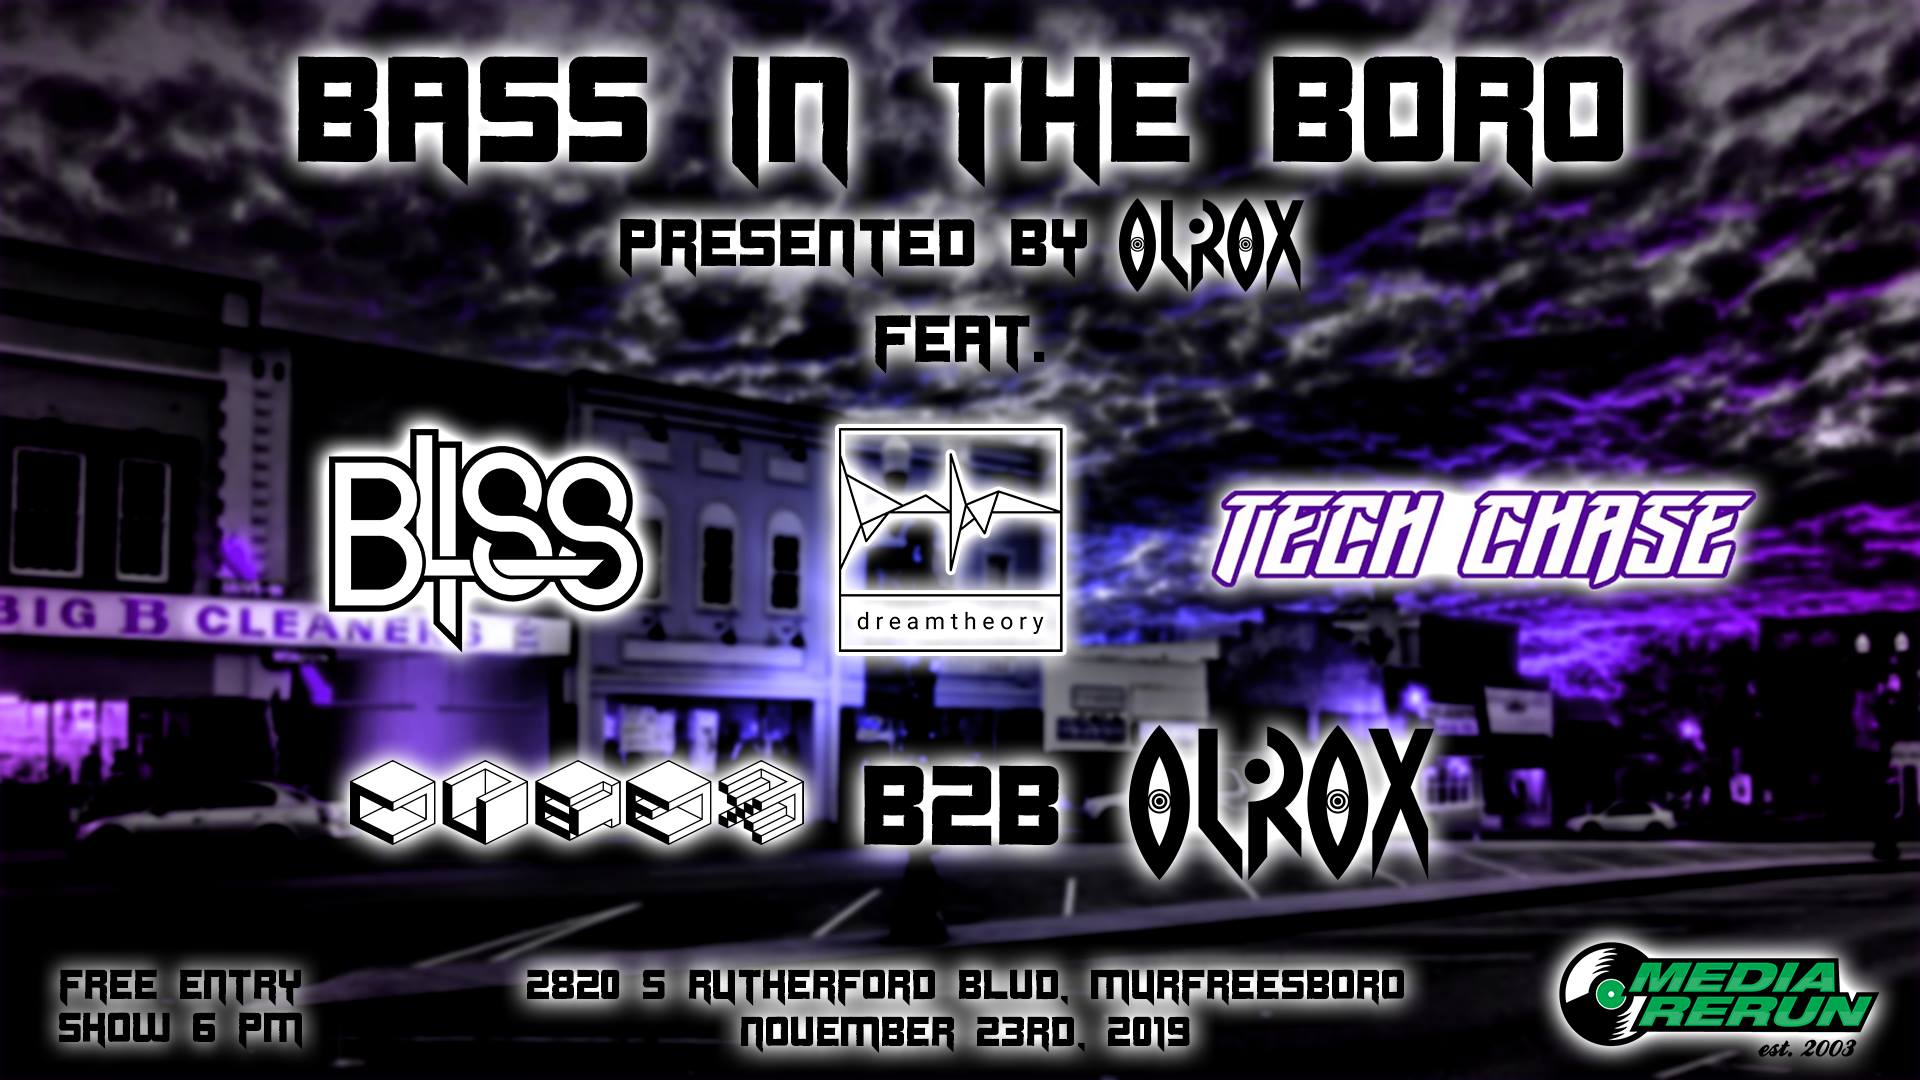 BASS IN THE BORO
PRESENTED BY OLROX
FEAT.
BLISS
dreamtheory
TECH CHASE
BIG B CLEANERS
B2B OLROX
FREE ENTRY
SHOW 6 PM
2820 S RUTHERFORD BLVD, MURFREESBORO
NOVEMBER 23RD, 2019
MEDIA
RERUN
est. 2003